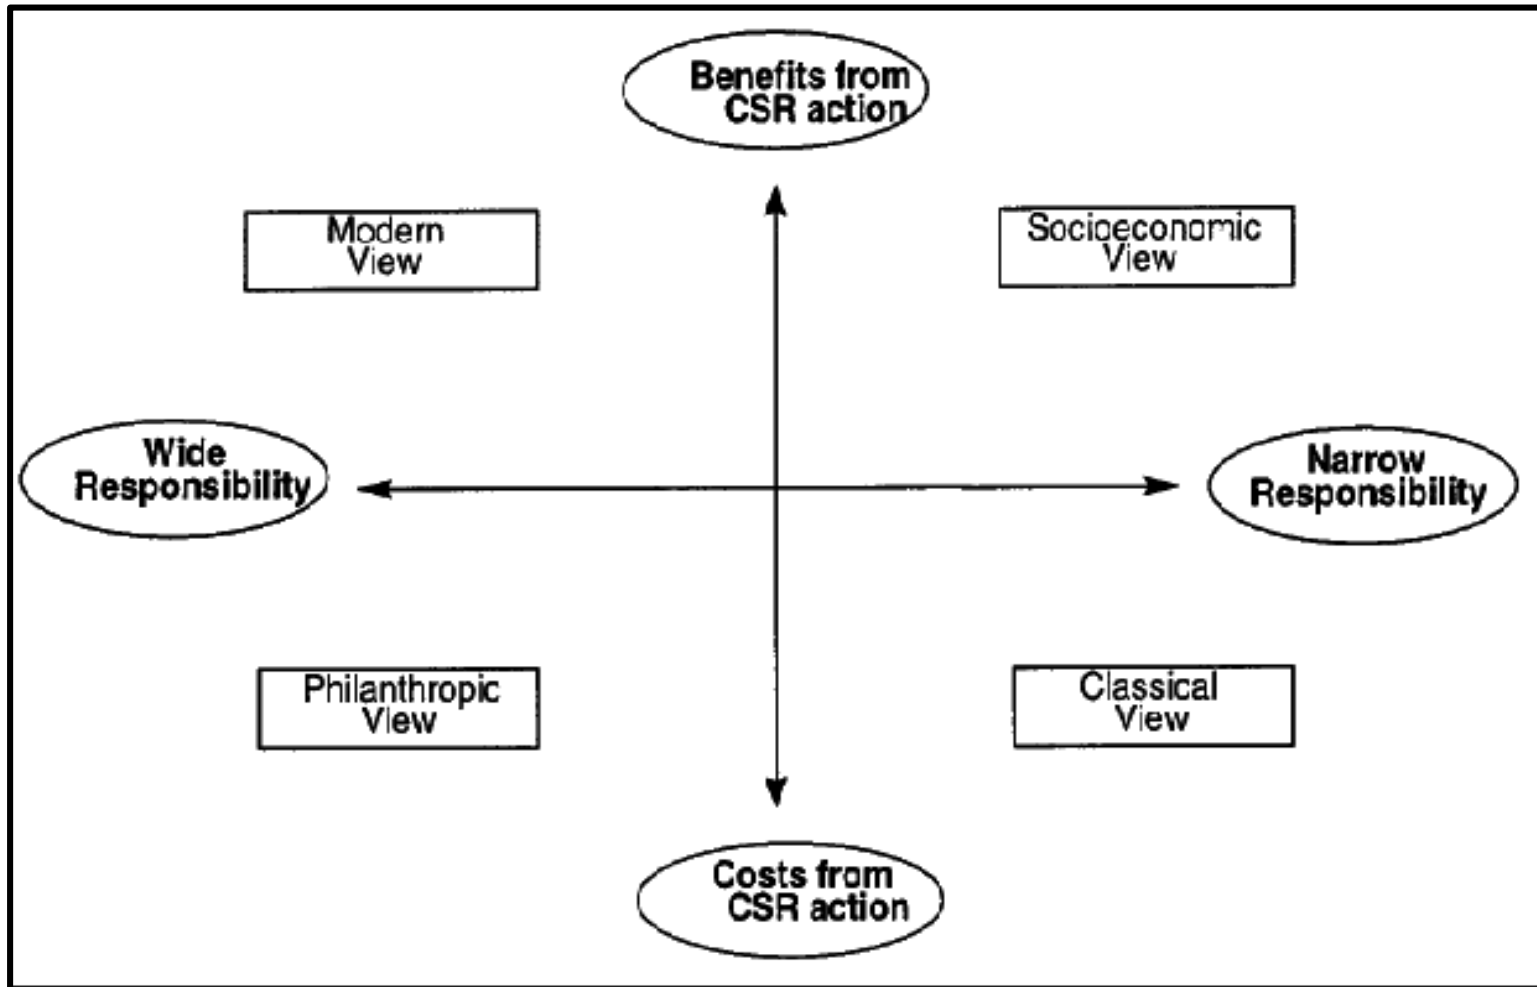 Benefits from
CSR action
Modern
View
Socioeconomic
View
Wide
Responsibility
Narrow
Responsibility
Philanthropic
View
Classical
View
Costs from
CSR action